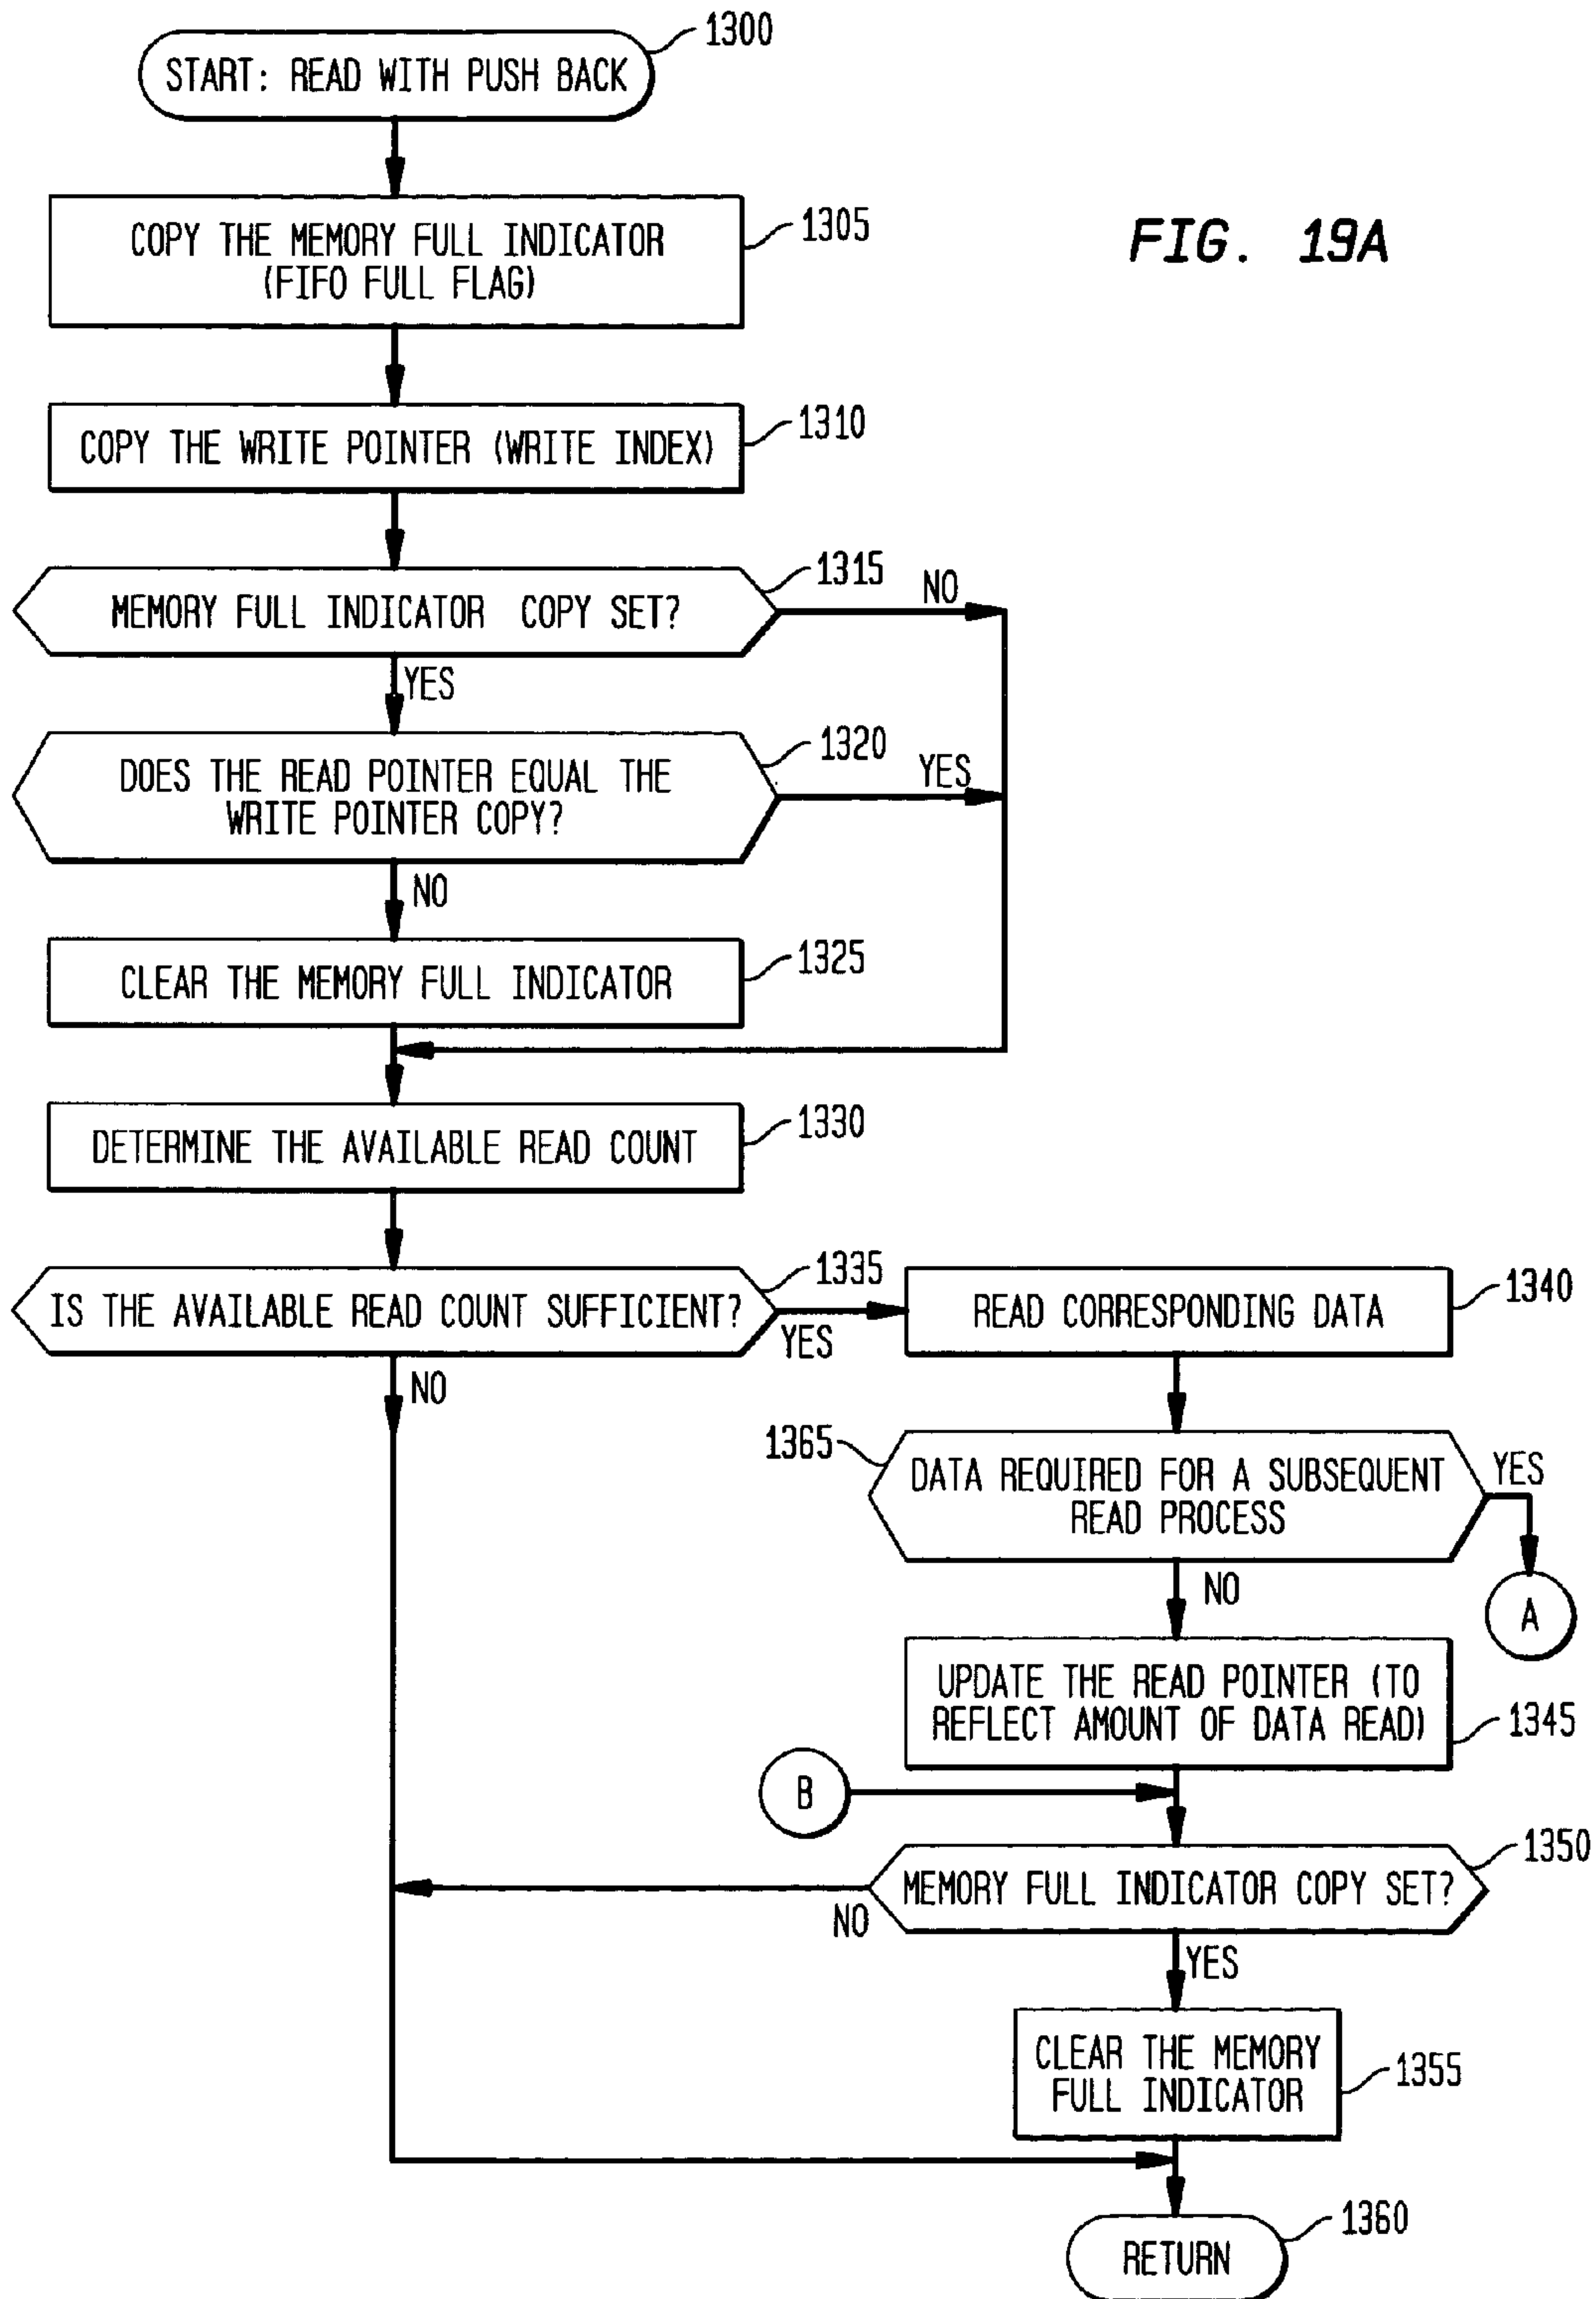 1300
START: READ WITH PUSH BACK
1305
COPY THE MEMORY FULL INDICATOR
(FIFO FULL FLAG)
FIG. 19A
1310
COPY THE WRITE POINTER (WRITE INDEX)
1315
NO
MEMORY FULL INDICATOR COPY SET?
YES
1320
DOES THE READ POINTER EQUAL THE
WRITE POINTER COPY?
YES
NO
1325
CLEAR THE MEMORY FULL INDICATOR
1330
DETERMINE THE AVAILABLE READ COUNT
1335
IS THE AVAILABLE READ COUNT SUFFICIENT?
YES
NO
1340
READ CORRESPONDING DATA
1365
DATA REQUIRED FOR A SUBSEQUENT
READ PROCESS
YES
A
NO
UPDATE THE READ POINTER (TO
REFLECT AMOUNT OF DATA READ)
1345
B
1350
MEMORY FULL INDICATOR COPY SET?
NO
YES
CLEAR THE MEMORY
FULL INDICATOR
1355
1360
RETURN